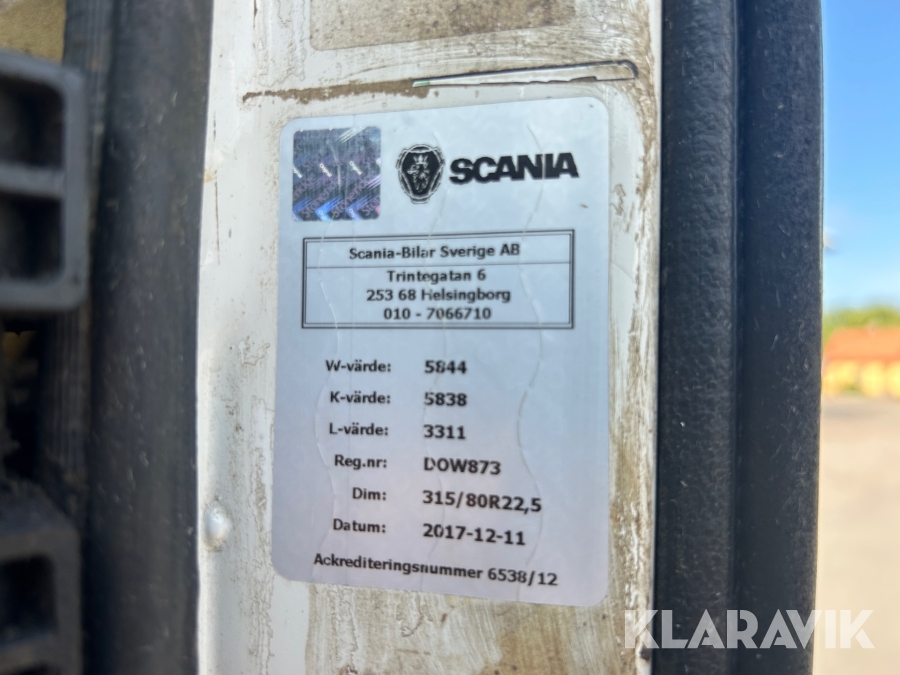 SCANIA
Scania-Bilar Sverige AB
Trintegatan 6
253 68 Helsingborg
010 - 7066710
W-värde: 5844
K-värde: 5838
L-värde: 3311
Reg.nr: DOW873
Dim: 315/80R22,5
Datum: 2017-12-11
Ackrediteringsnummer 6538/12
KLARAVIK